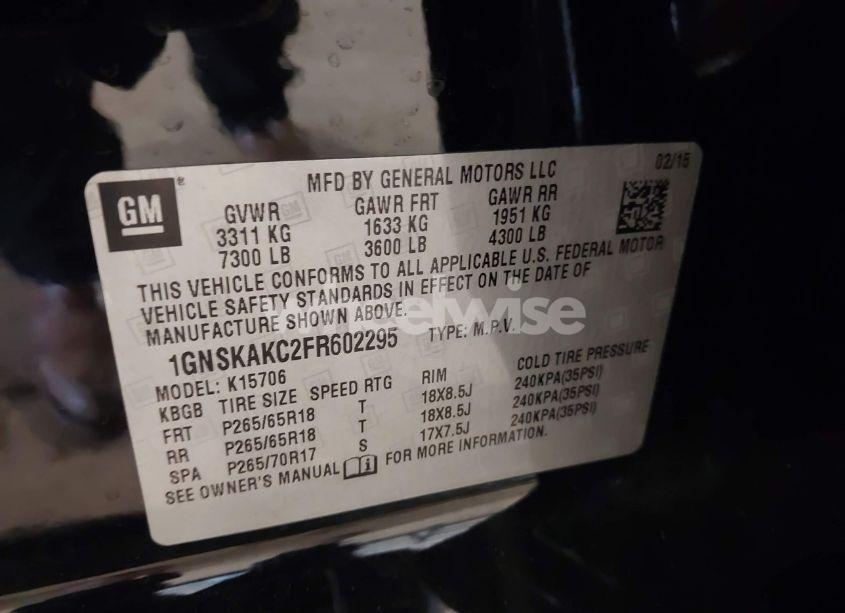 GM
MFD BY GENERAL MOTORS LLC
02/15
GVWR GAWR FRT GAWR RR
3311 KG 1633 KG 1951 KG
7300 LB 3600 LB 4300 LB
THIS VEHICLE CONFORMS TO ALL APPLICABLE U.S. FEDERAL MOTOR
VEHICLE SAFETY STANDARDS IN EFFECT ON THE DATE OF
MANUFACTURE SHOWN ABOVE.
1GNSKAKC2FR602295 TYPE: M.P.V.
MODEL: K15706
KBGB TIRE SIZE SPEED RTG RIM COLD TIRE PRESSURE
FRT P265/65R18 T 18X8.5J 240KPA(35PSI)
RR P265/65R18 T 18X8.5J 240KPA(35PSI)
SPA P265/70R17 S 17X7.5J 240KPA(35PSI)
SEE OWNER'S MANUAL FOR MORE INFORMATION.